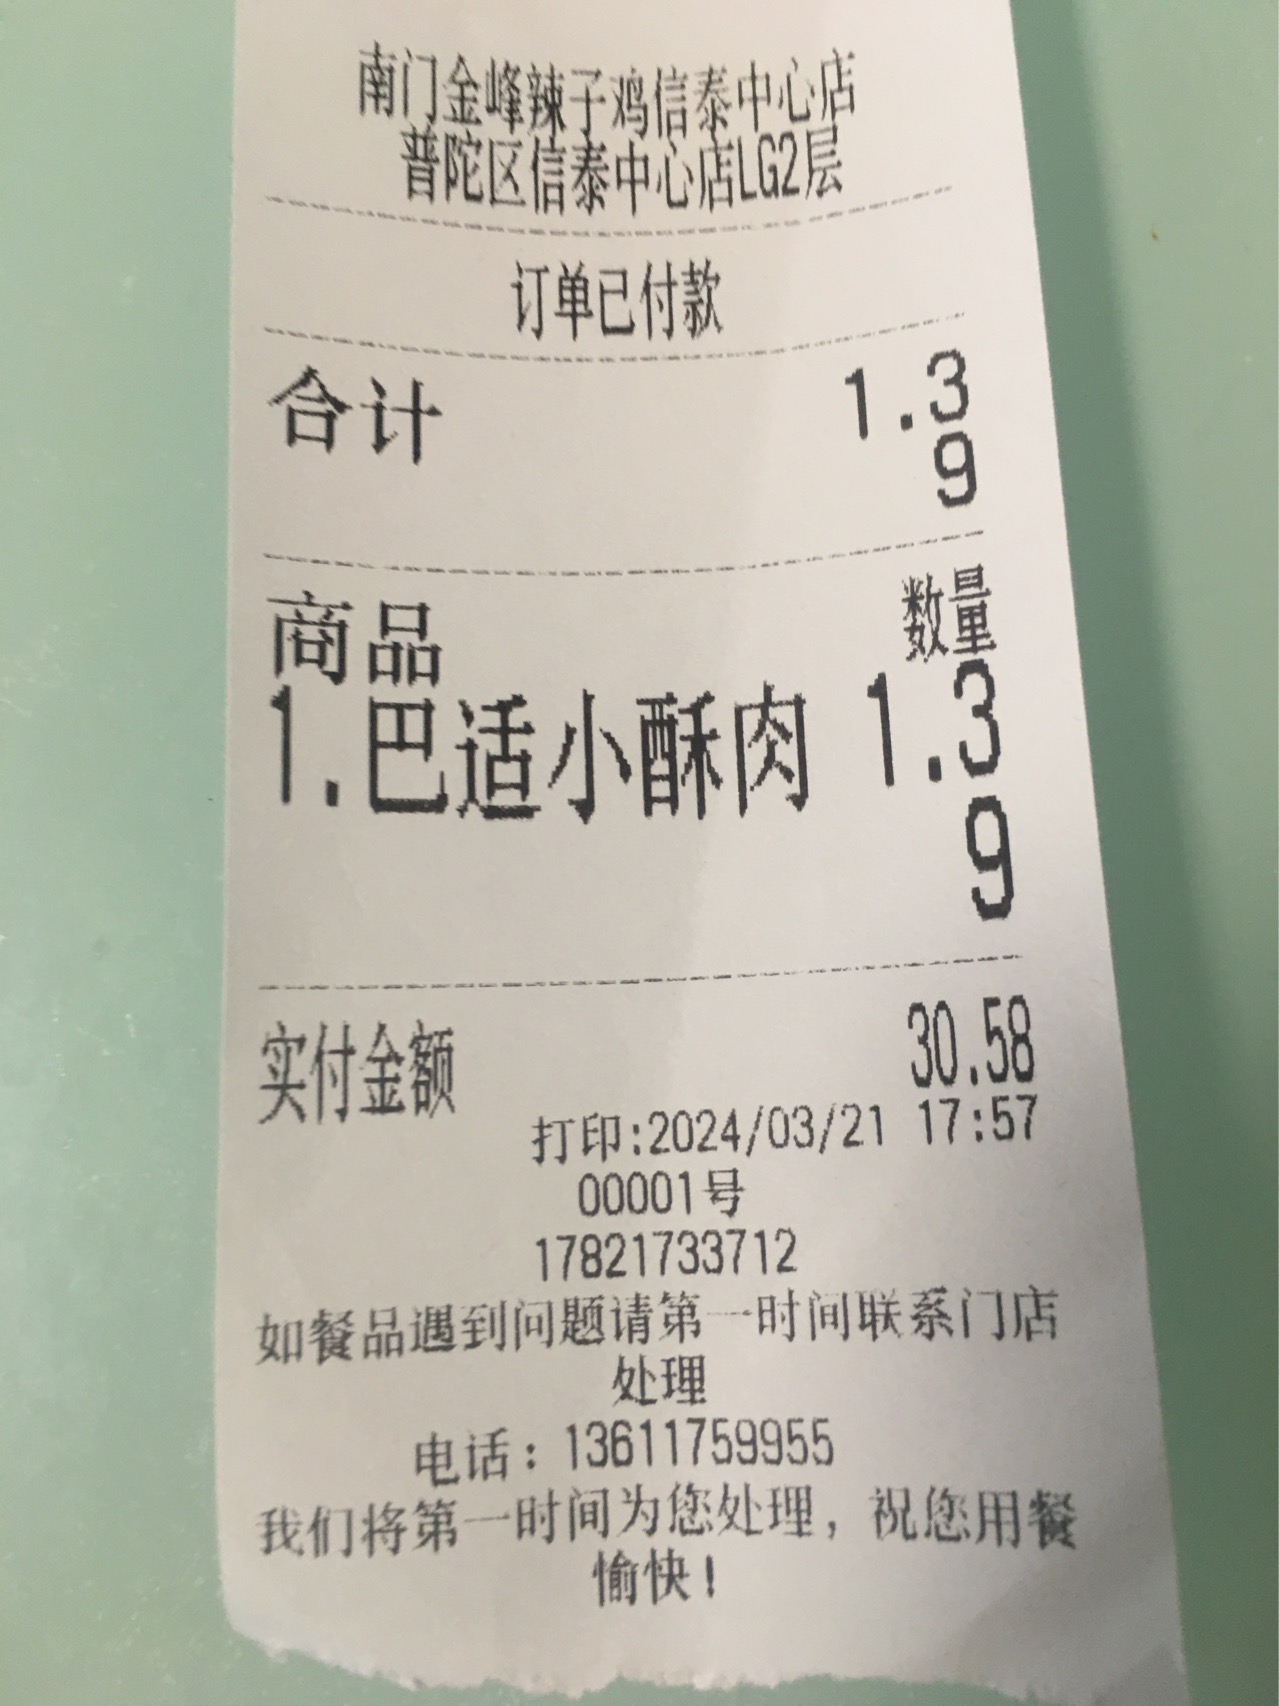 南门金峰辣子鸡信泰中心店
普陀区信泰中心店LG2层
订单已付款
合计 1.3
9
商品 数量
1.巴适小酥肉 1.3
9
实付金额 30.58
打印:2024/03/21 17:57
00001号
17821733712
如餐品遇到问题请第一时间联系门店
处理
电话：13611759955
我们将第一时间为您处理，祝您用餐
愉快！